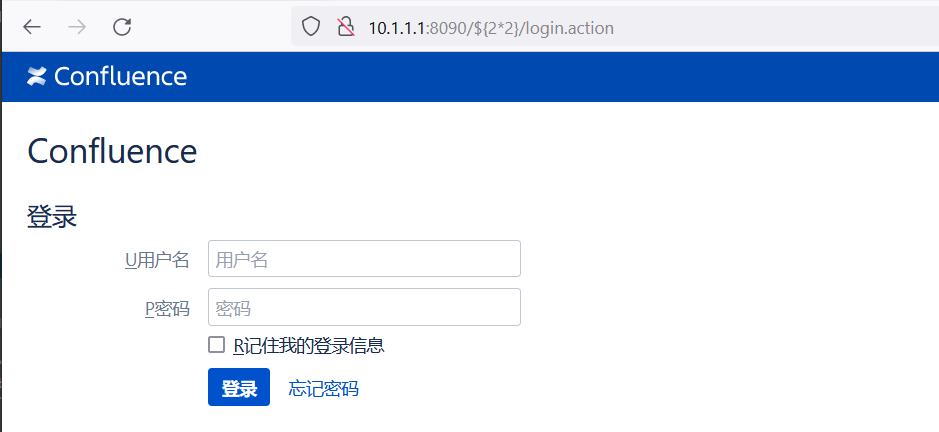 10.1.1.1:8090/${2*2}/login.action
Confluence
Confluence
登录
U用户名 用户名
P密码 密码
R记住我的登录信息
登录 忘记密码